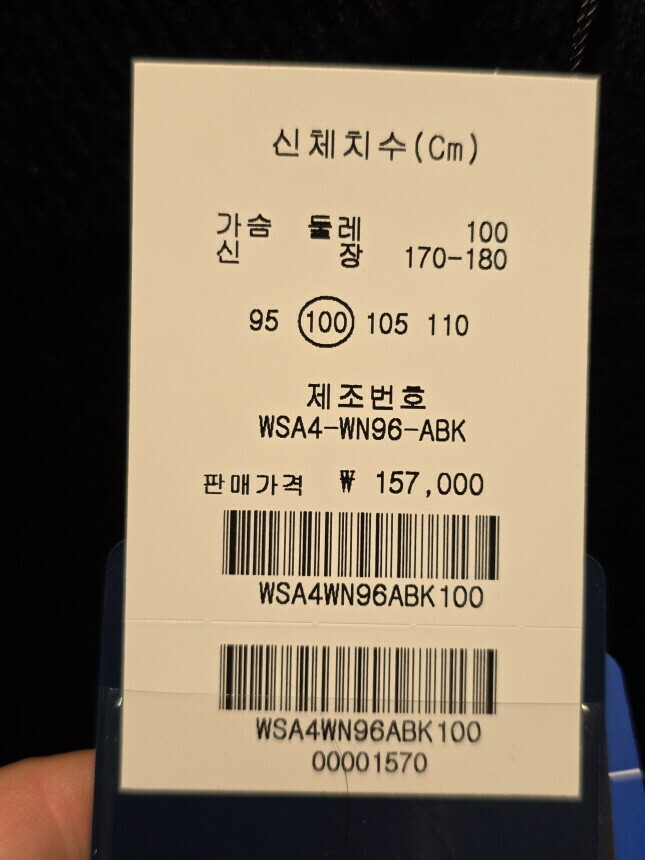 신체치수(Cm)
가슴 둘레 100
신 장 170-180
95 100 105 110
제조번호
WSA4-WN96-ABK
판매가격 ₩ 157,000
WSA4WN96ABK100
WSA4WN96ABK100
00001570